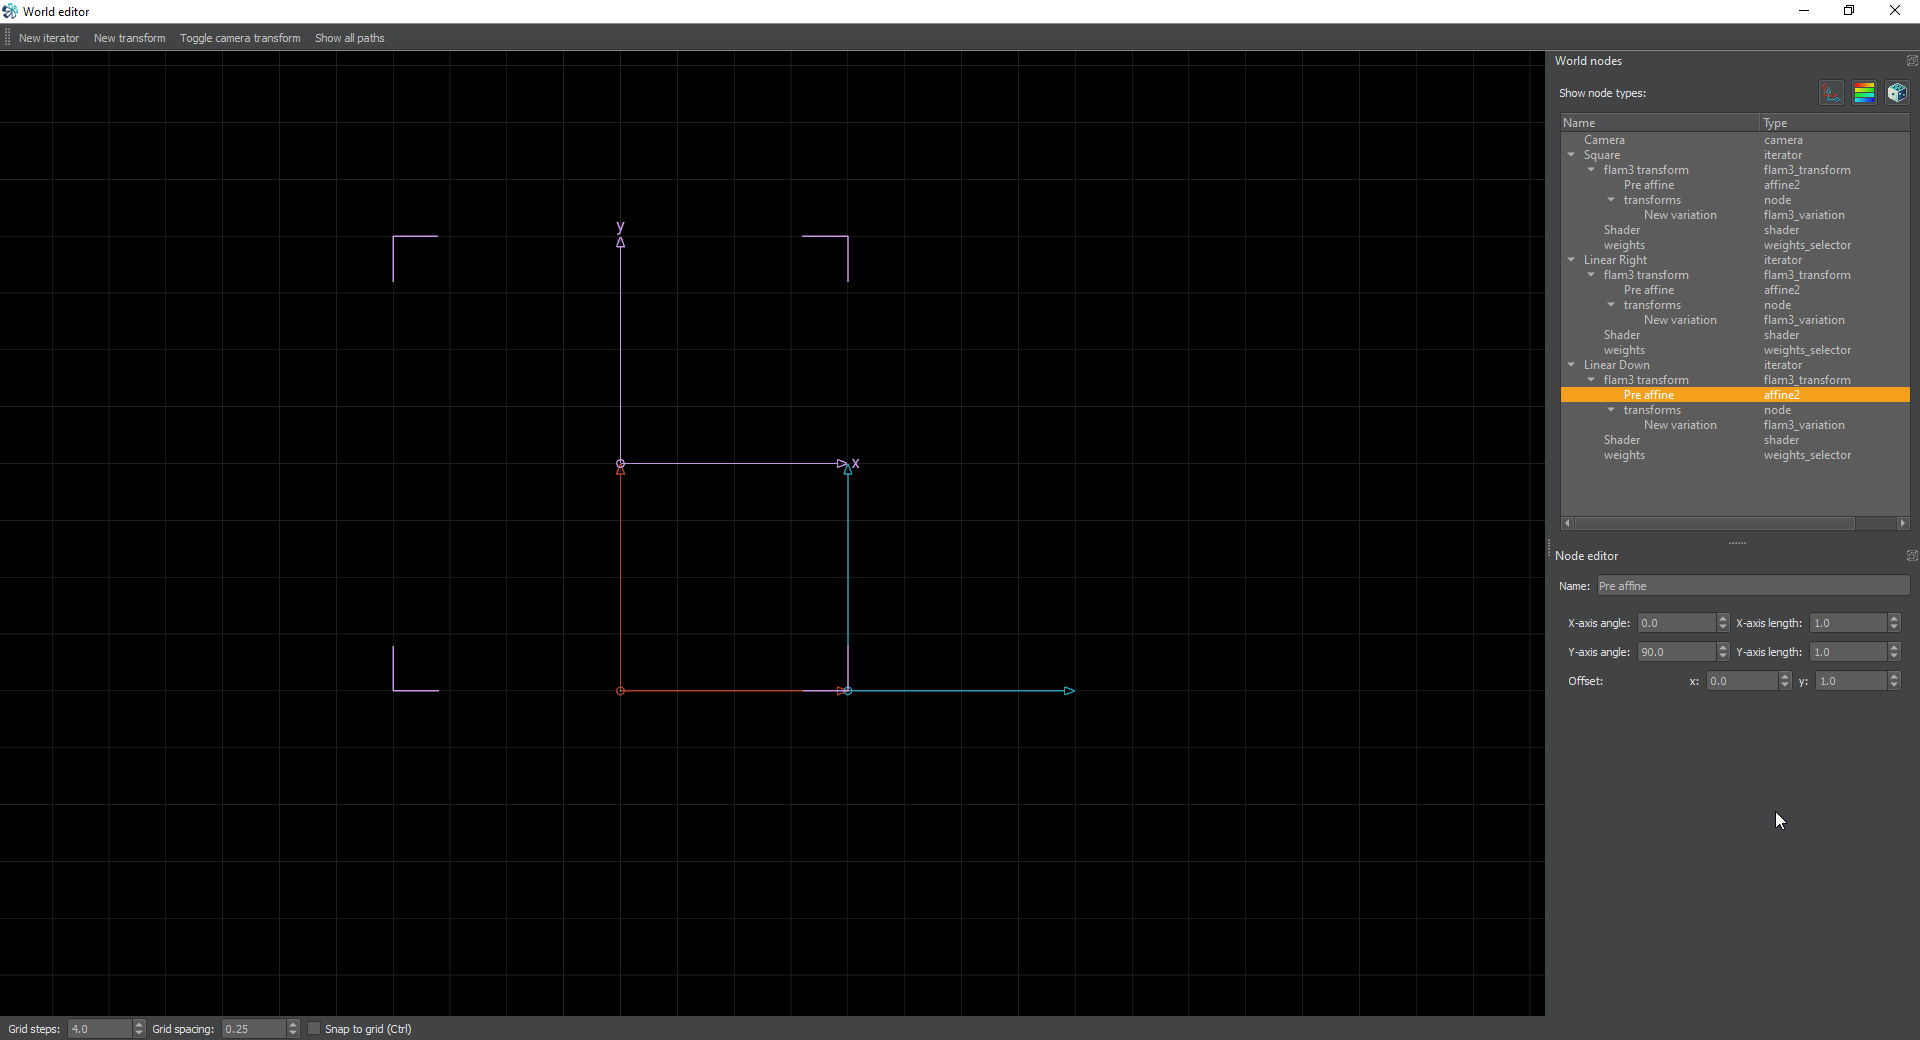 World editor
New iterator New transform Toggle camera transform Show all paths
World nodes
Show node types:
Name Type
Camera camera
Square iterator
flam3 transform flam3_transform
Pre affine affine2
transforms node
New variation flam3_variation
Shader shader
weights weights_selector
Linear Right iterator
flam3 transform flam3_transform
Pre affine affine2
transforms node
New variation flam3_variation
Shader shader
weights weights_selector
Linear Down iterator
flam3 transform flam3_transform
Pre affine affine2
transforms node
New variation flam3_variation
Shader shader
weights weights_selector
y
x
Node editor
Name: Pre affine
X-axis angle: 0.0 X-axis length: 1.0
Y-axis angle: 90.0 Y-axis length: 1.0
Offset: x: 0.0 y: 1.0
Grid steps: 4.0 Grid spacing: 0.25 Snap to grid (Ctrl)